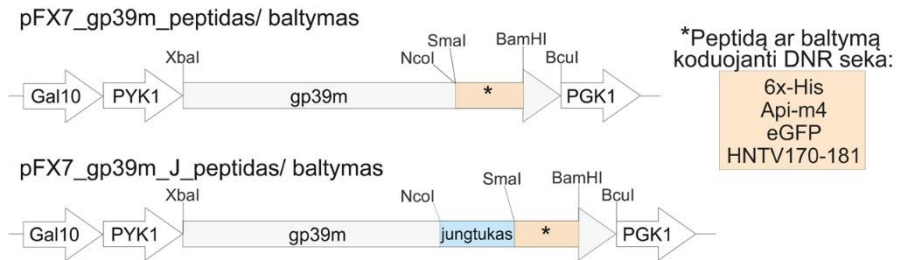 pFX7_gp39m_peptidas/ baltymas
XbaI
NcoI
SmaI
BamHI
BcuI
Gal10
PYK1
gp39m
*
PGK1
*Peptidą ar baltymą
koduojanti DNR seka:
6x-His
Api-m4
eGFP
HNTV170-181
pFX7_gp39m_J_peptidas/ baltymas
XbaI
NcoI
SmaI
BamHI
BcuI
Gal10
PYK1
gp39m
jungtukas
*
PGK1